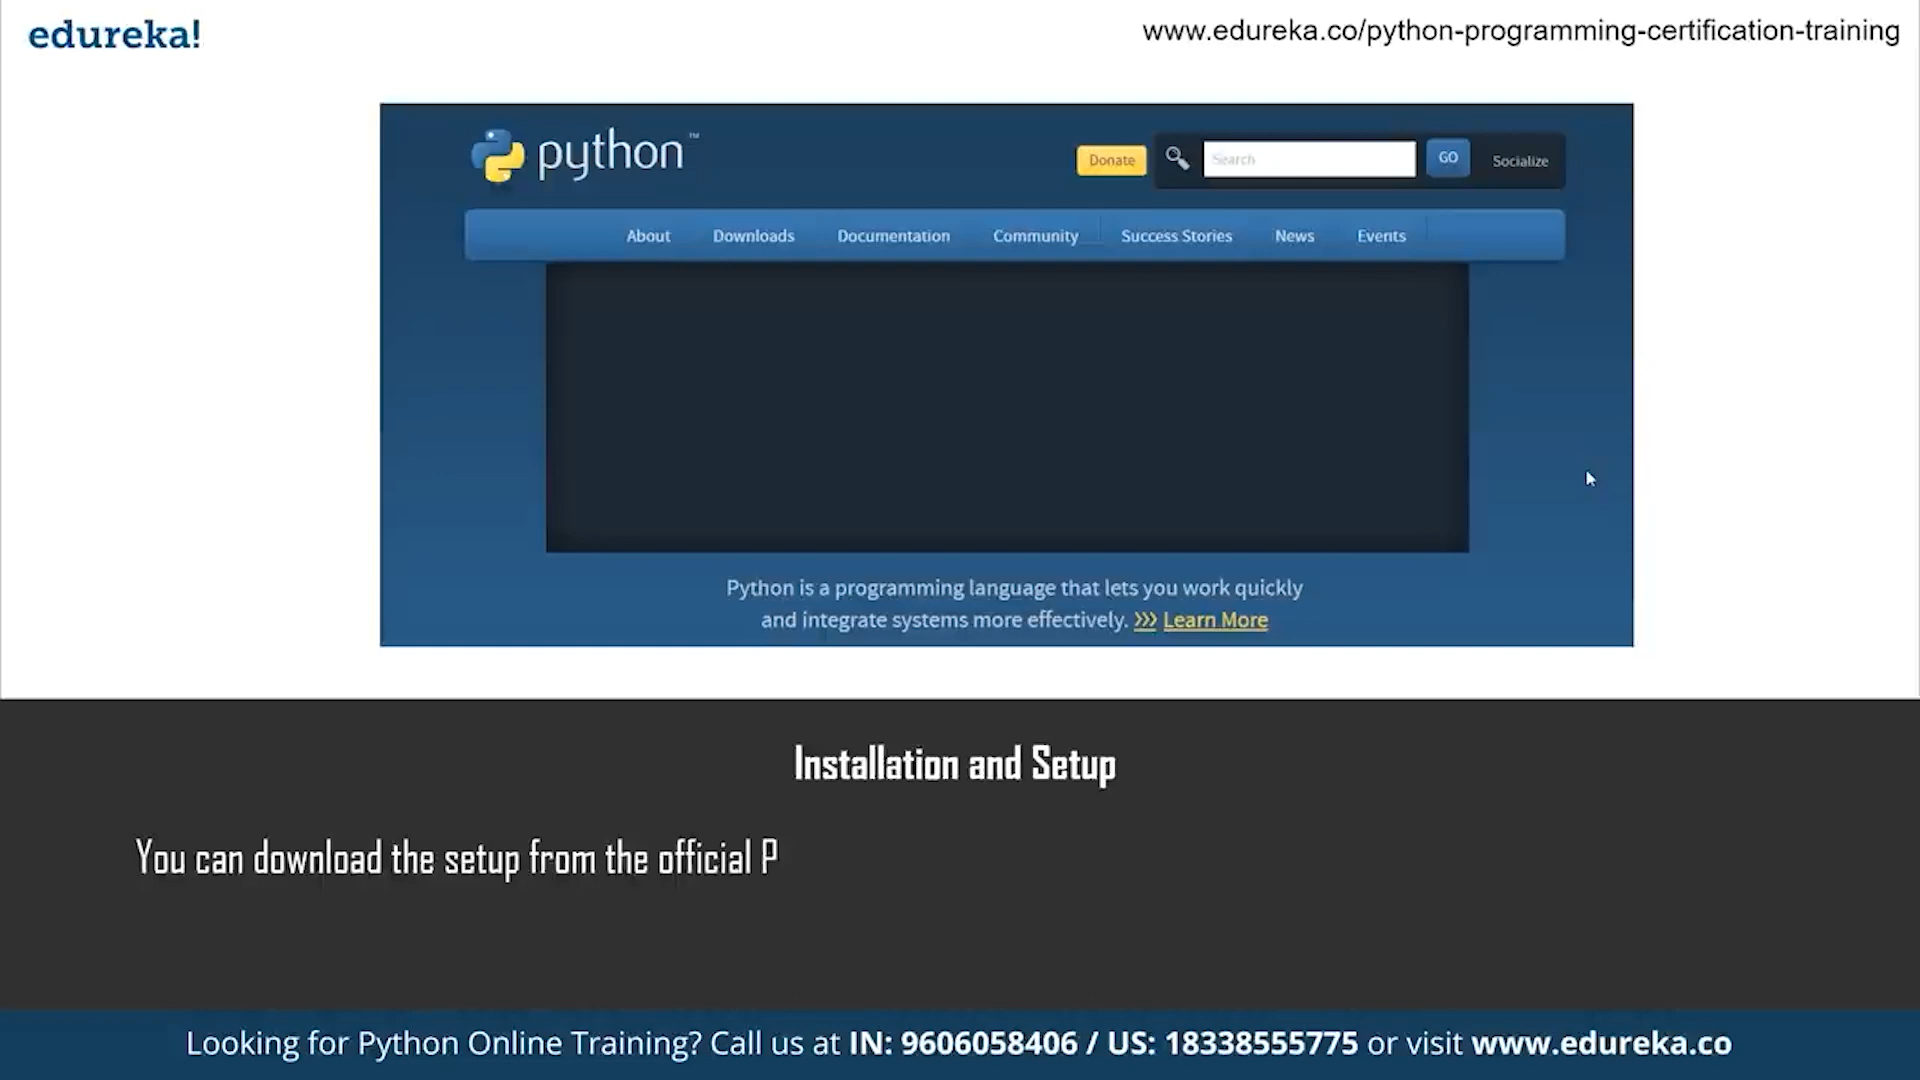 edureka!
www.edureka.co/python-programming-certification-training
python™
Donate
Search
GO
Socialize
About
Downloads
Documentation
Community
Success Stories
News
Events
Python is a programming language that lets you work quickly
and integrate systems more effectively. >>> Learn More
Installation and Setup
You can download the setup from the official P
Looking for Python Online Training? Call us at IN: 9606058406 / US: 18338555775 or visit www.edureka.co